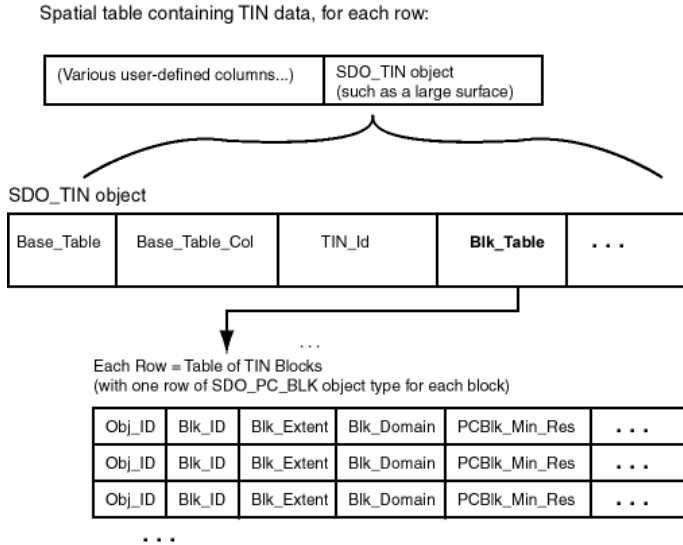 Spatial table containing TIN data, for each row:
(Various user-defined columns...) SDO_TIN object
(such as a large surface)
SDO_TIN object
Base_Table Base_Table_Col TIN_Id Blk_Table . . .
. . .
Each Row = Table of TIN Blocks
(with one row of SDO_PC_BLK object type for each block)
Obj_ID Blk_ID Blk_Extent Blk_Domain PCBlk_Min_Res . . .
Obj_ID Blk_ID Blk_Extent Blk_Domain PCBlk_Min_Res . . .
Obj_ID Blk_ID Blk_Extent Blk_Domain PCBlk_Min_Res . . .
. . .